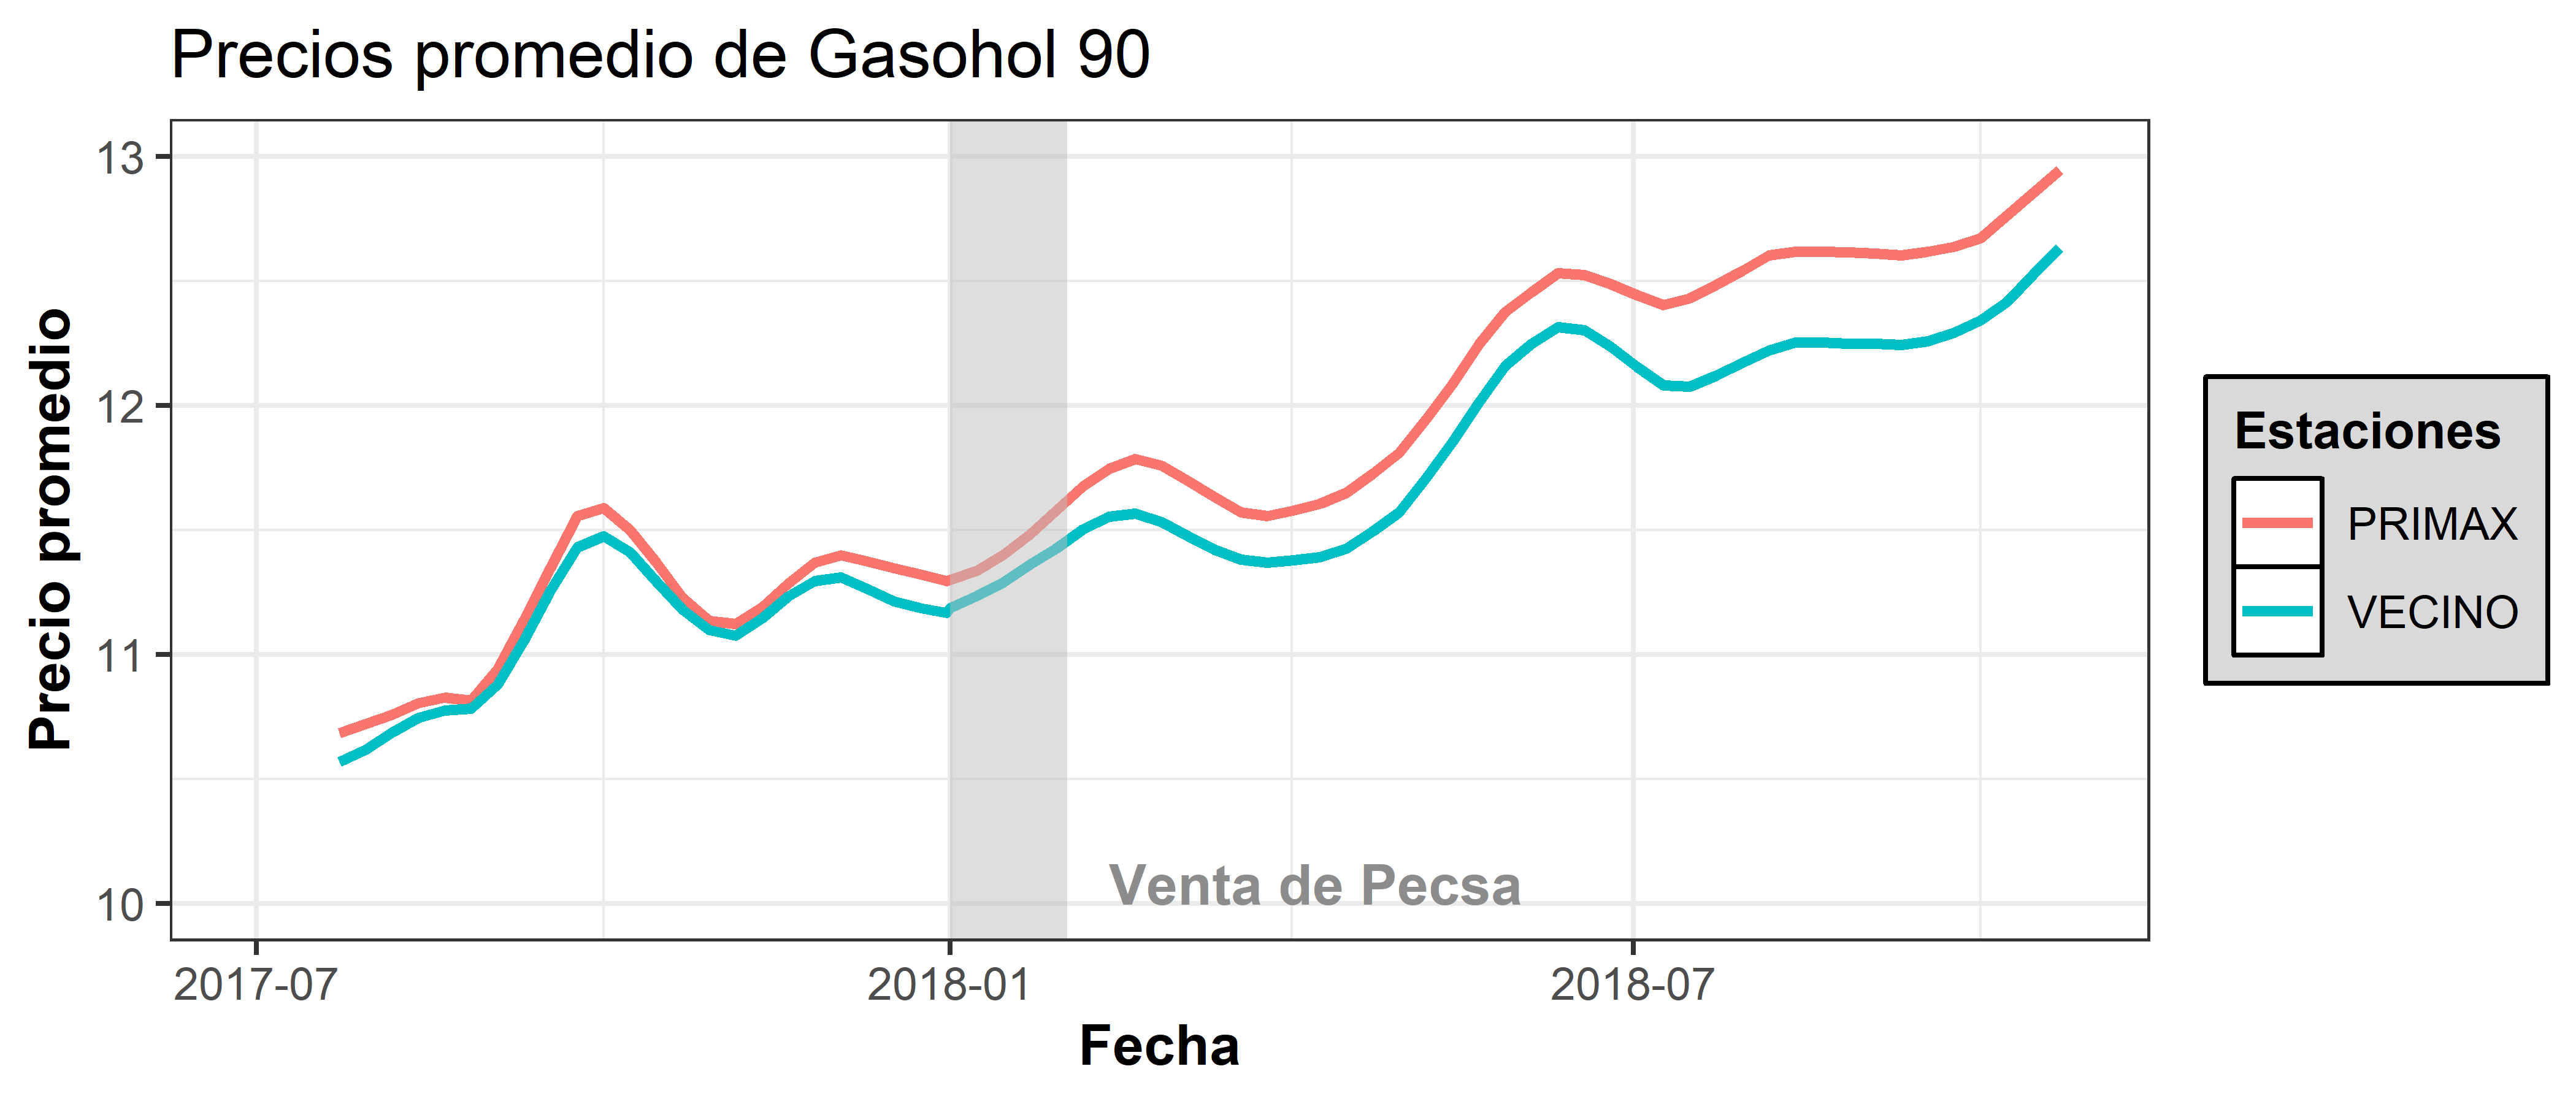 Precios promedio de Gasohol 90
Precio promedio
13
12
11
10
Venta de Pecsa
2017-07
2018-01
2018-07
Fecha
Estaciones
PRIMAX
VECINO